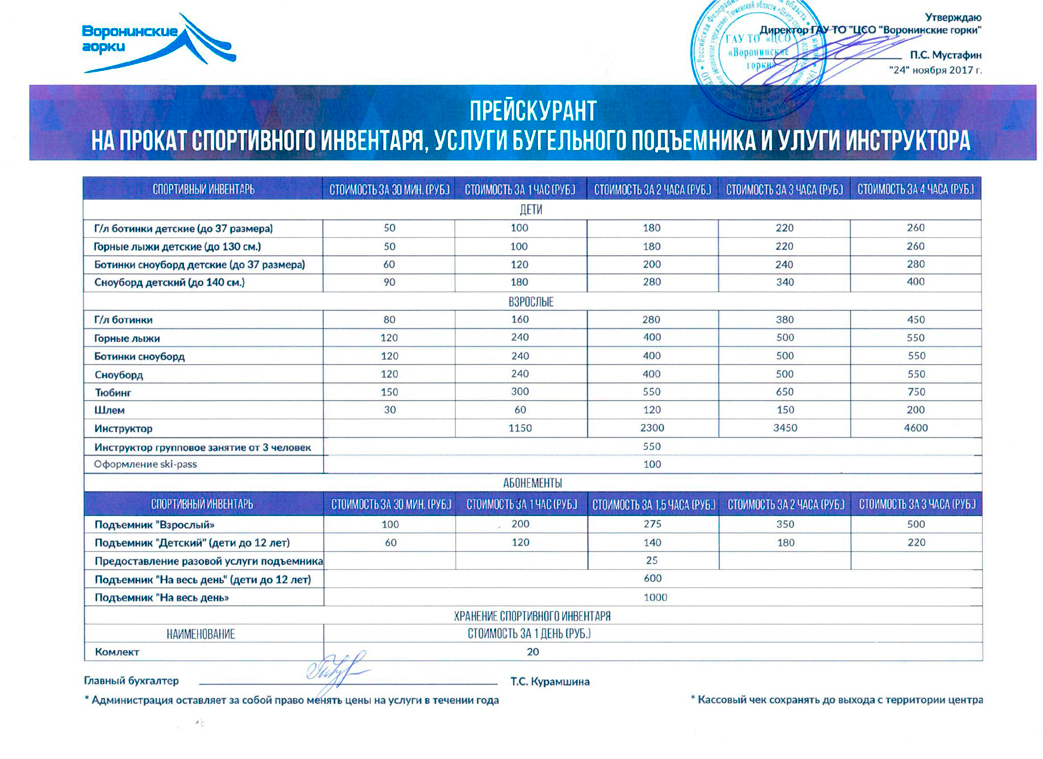 Воронинские
горки
Утверждаю
Директор ГАУ ТО "ЦСО "Воронинские горки"
П.С. Мустафин
"24" ноября 2017 г.
ГАУ ТО «ЦСО
«Воронинские
горки»
ПРЕЙСКУРАНТ
НА ПРОКАТ СПОРТИВНОГО ИНВЕНТАРЯ, УСЛУГИ БУГЕЛЬНОГО ПОДЪЕМНИКА И УЛУГИ ИНСТРУКТОРА
СПОРТИВНЫЙ ИНВЕНТАРЬ СТОИМОСТЬ ЗА 30 МИН. (РУБ.) СТОИМОСТЬ ЗА 1 ЧАС (РУБ.) СТОИМОСТЬ ЗА 2 ЧАСА (РУБ.) СТОИМОСТЬ ЗА 3 ЧАСА (РУБ.) СТОИМОСТЬ ЗА 4 ЧАСА (РУБ.)
ДЕТИ
Г/л ботинки детские (до 37 размера) 50 100 180 220 260
Горные лыжи детские (до 130 см.) 50 100 180 220 260
Ботинки сноуборд детские (до 37 размера) 60 120 200 240 280
Сноуборд детский (до 140 см.) 90 180 280 340 400
ВЗРОСЛЫЕ
Г/л ботинки 80 160 280 380 450
Горные лыжи 120 240 400 500 550
Ботинки сноуборд 120 240 400 500 550
Сноуборд 120 240 400 500 550
Тюбинг 150 300 550 650 750
Шлем 30 60 120 150 200
Инструктор 1150 2300 3450 4600
Инструктор групповое занятие от 3 человек 550
Оформление ski-pass 100
АБОНЕМЕНТЫ
СПОРТИВНЫЙ ИНВЕНТАРЬ СТОИМОСТЬ ЗА 30 МИН. (РУБ.) СТОИМОСТЬ ЗА 1 ЧАС (РУБ.) СТОИМОСТЬ ЗА 1,5 ЧАСА (РУБ.) СТОИМОСТЬ ЗА 2 ЧАСА (РУБ.) СТОИМОСТЬ ЗА 3 ЧАСА (РУБ.)
Подъемник "Взрослый» 100 200 275 350 500
Подъемник "Детский" (дети до 12 лет) 60 120 140 180 220
Предоставление разовой услуги подъемника 25
Подъемник "На весь день" (дети до 12 лет) 600
Подъемник "На весь день» 1000
ХРАНЕНИЕ СПОРТИВНОГО ИНВЕНТАРЯ
НАИМЕНОВАНИЕ СТОИМОСТЬ ЗА 1 ДЕНЬ (РУБ.)
Комлект 20
Главный бухгалтер Т.С. Курамшина
* Администрация оставляет за собой право менять цены на услуги в течении года
* Кассовый чек сохранять до выхода с территории центра